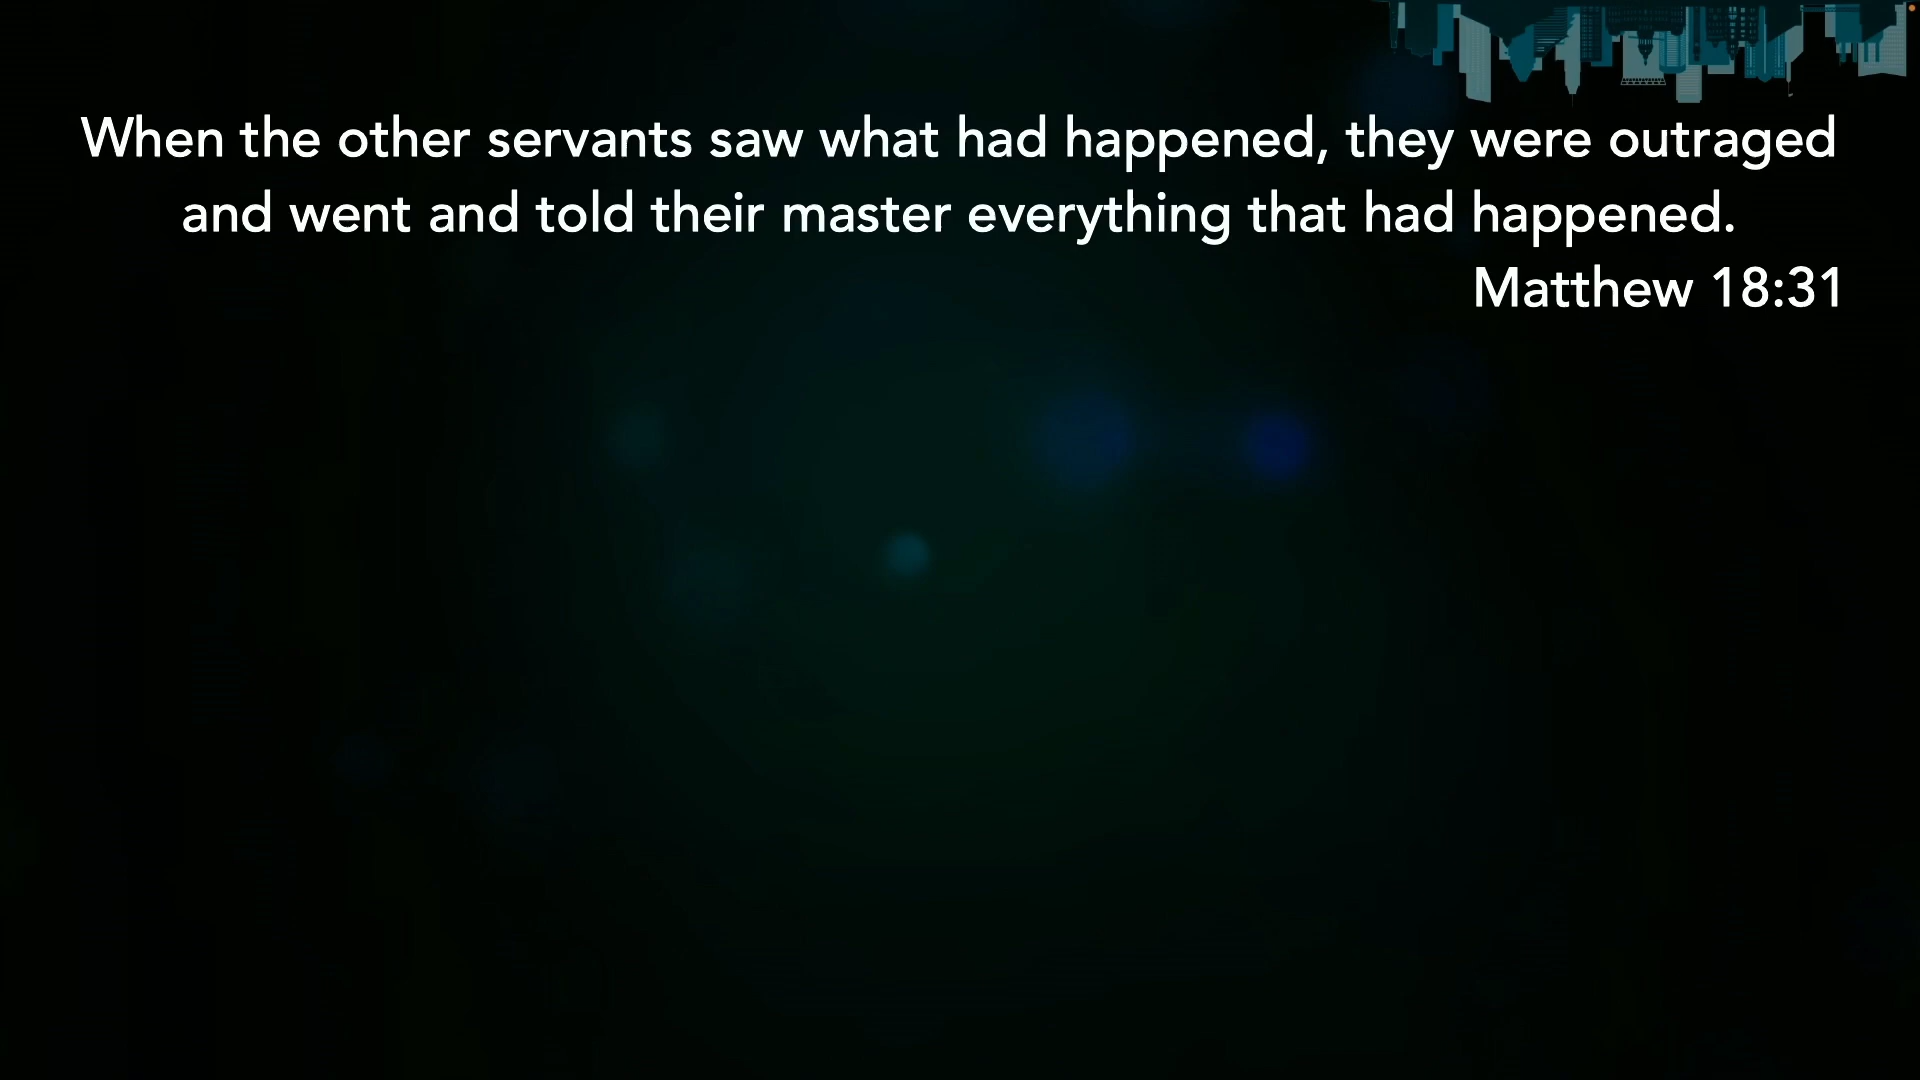 When the other servants saw what had happened, they were outraged
and went and told their master everything that had happened.
Matthew 18:31